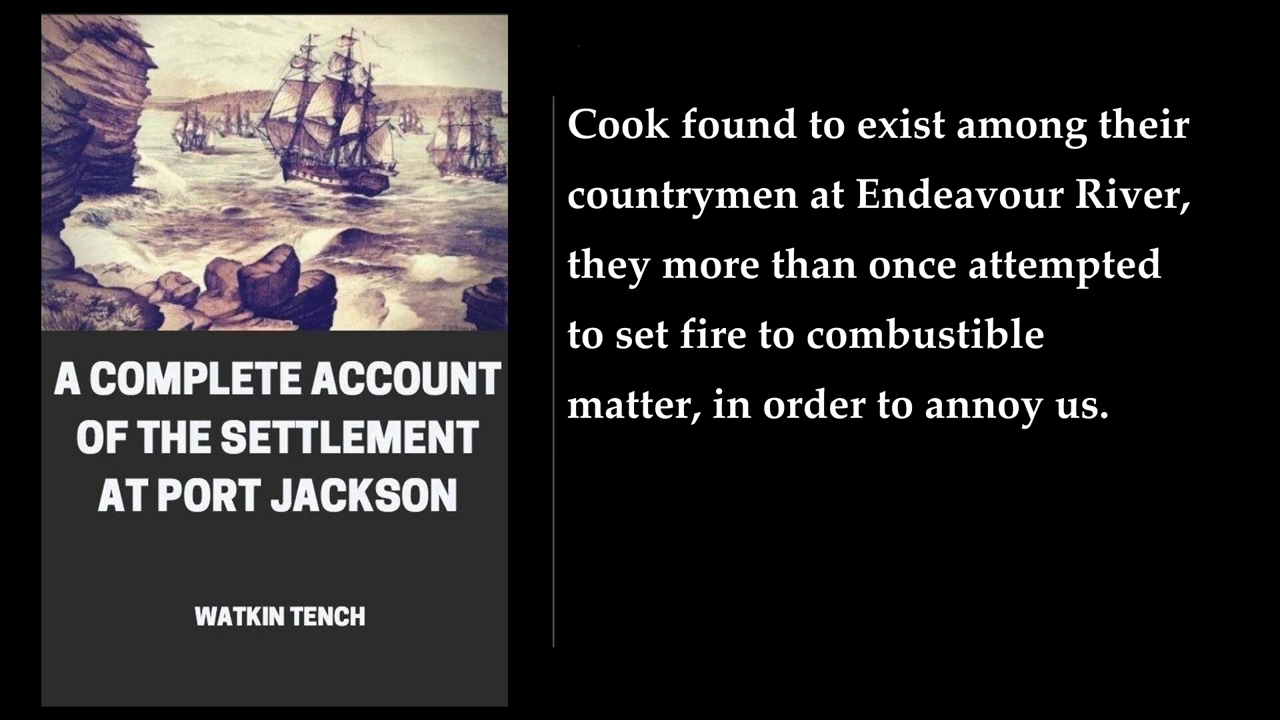 A COMPLETE ACCOUNT
OF THE SETTLEMENT
AT PORT JACKSON
WATKIN TENCH
Cook found to exist among their
countrymen at Endeavour River,
they more than once attempted
to set fire to combustible
matter, in order to annoy us.